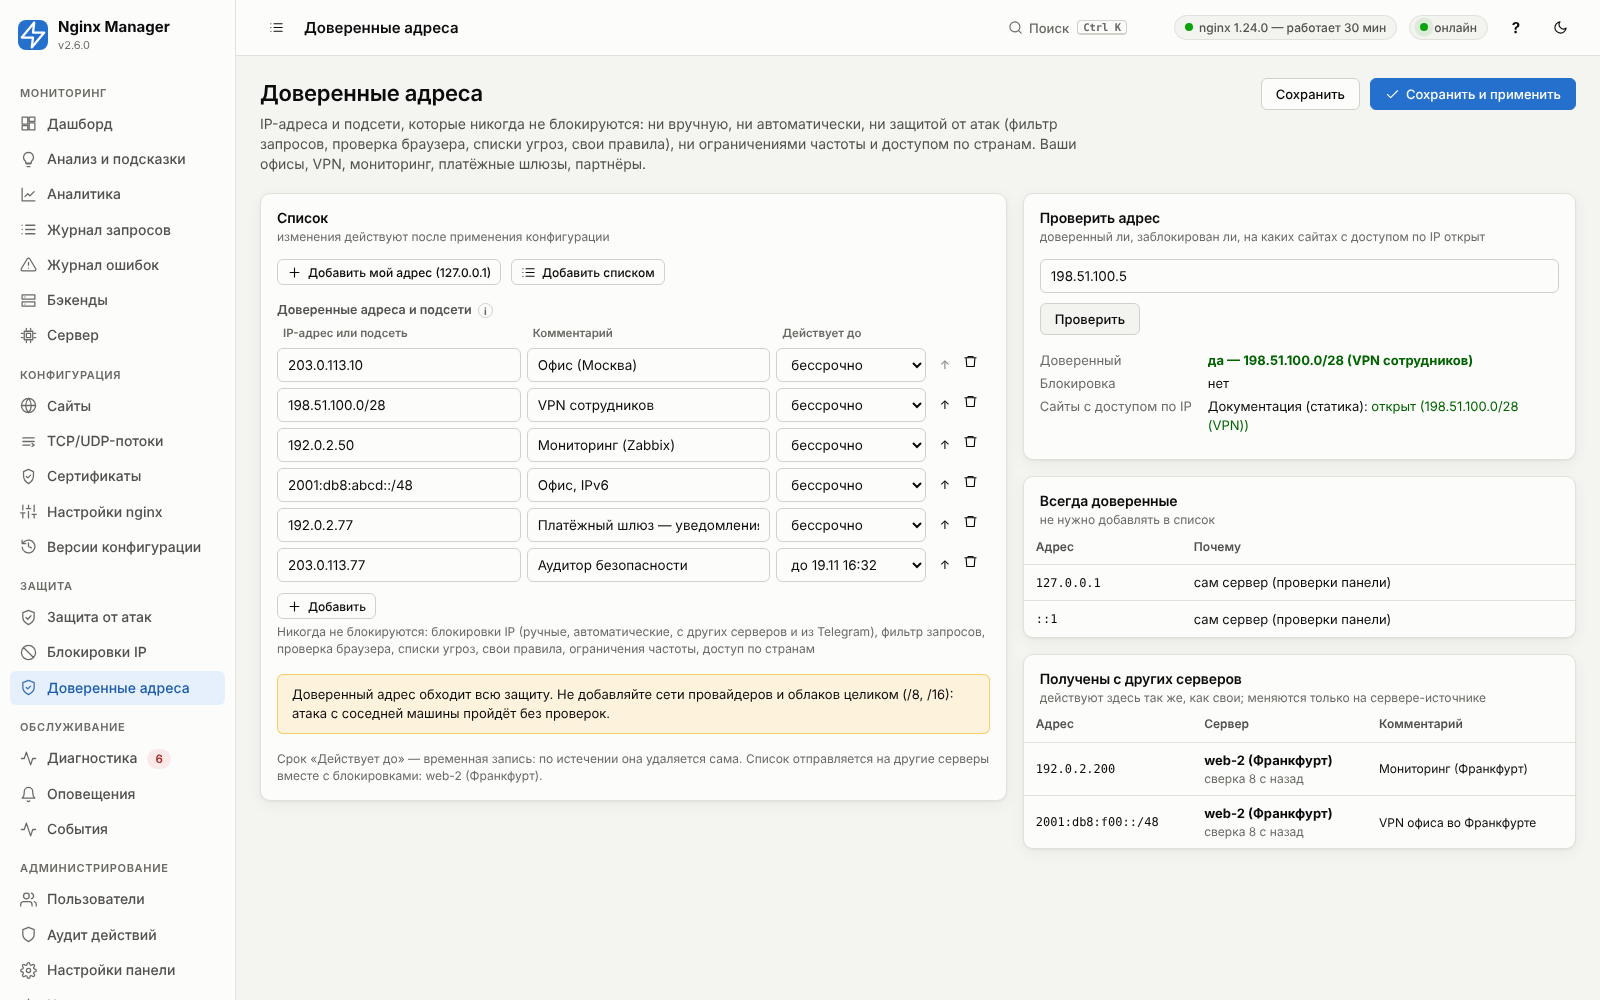 Nginx Manager
v2.6.0
МОНИТОРИНГ
Дашборд
Анализ и подсказки
Аналитика
Журнал запросов
Журнал ошибок
Бэкенды
Сервер
КОНФИГУРАЦИЯ
Сайты
TCP/UDP-потоки
Сертификаты
Настройки nginx
Версии конфигурации
ЗАЩИТА
Защита от атак
Блокировки IP
Доверенные адреса
ОБСЛУЖИВАНИЕ
Диагностика 6
Оповещения
События
АДМИНИСТРИРОВАНИЕ
Пользователи
Аудит действий
Настройки панели
Доверенные адреса
Поиск Ctrl K
nginx 1.24.0 — работает 30 мин
онлайн
?
Доверенные адреса
IP-адреса и подсети, которые никогда не блокируются: ни вручную, ни автоматически, ни защитой от атак (фильтр
запросов, проверка браузера, списки угроз, свои правила), ни ограничениями частоты и доступом по странам. Ваши
офисы, VPN, мониторинг, платёжные шлюзы, партнёры.
Сохранить
Сохранить и применить
Список
изменения действуют после применения конфигурации
Добавить мой адрес (127.0.0.1)
Добавить списком
Доверенные адреса и подсети i
IP-адрес или подсеть Комментарий Действует до
203.0.113.10 Офис (Москва) бессрочно
198.51.100.0/28 VPN сотрудников бессрочно
192.0.2.50 Мониторинг (Zabbix) бессрочно
2001:db8:abcd::/48 Офис, IPv6 бессрочно
192.0.2.77 Платёжный шлюз — уведомления бессрочно
203.0.113.77 Аудитор безопасности до 19.11 16:32
Добавить
Никогда не блокируются: блокировки IP (ручные, автоматические, с других серверов и из Telegram), фильтр запросов,
проверка браузера, списки угроз, свои правила, ограничения частоты, доступ по странам
Доверенный адрес обходит всю защиту. Не добавляйте сети провайдеров и облаков целиком (/8, /16):
атака с соседней машины пройдёт без проверок.
Срок «Действует до» — временная запись: по истечении она удаляется сама. Список отправляется на другие серверы
вместе с блокировками: web-2 (Франкфурт).
Проверить адрес
доверенный ли, заблокирован ли, на каких сайтах с доступом по IP открыт
198.51.100.5
Проверить
Доверенный да — 198.51.100.0/28 (VPN сотрудников)
Блокировка нет
Сайты с доступом по IP Документация (статика): открыт (198.51.100.0/28
(VPN))
Всегда доверенные
не нужно добавлять в список
Адрес Почему
127.0.0.1 сам сервер (проверки панели)
::1 сам сервер (проверки панели)
Получены с других серверов
действуют здесь так же, как свои; меняются только на сервере-источнике
Адрес Сервер Комментарий
192.0.2.200 web-2 (Франкфурт) Мониторинг (Франкфурт)
сверка 8 с назад
2001:db8:f00::/48 web-2 (Франкфурт) VPN офиса во Франкфурте
сверка 8 с назад